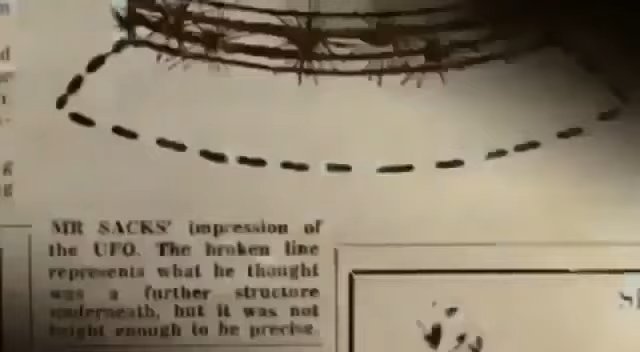 MR SACKS' impression of
the UFO. The broken line
represents what he thought
was a further structure
underneath, but it was not
bright enough to be precise.